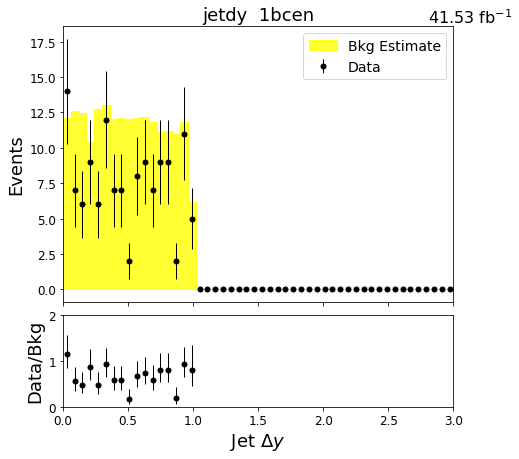 jetdy 1bcen
41.53 fb⁻¹
Bkg Estimate
Data
Events
17.5
15.0
12.5
10.0
7.5
5.0
2.5
0.0
Data/Bkg
2
1
0
0.0 0.5 1.0 1.5 2.0 2.5 3.0
Jet Δy